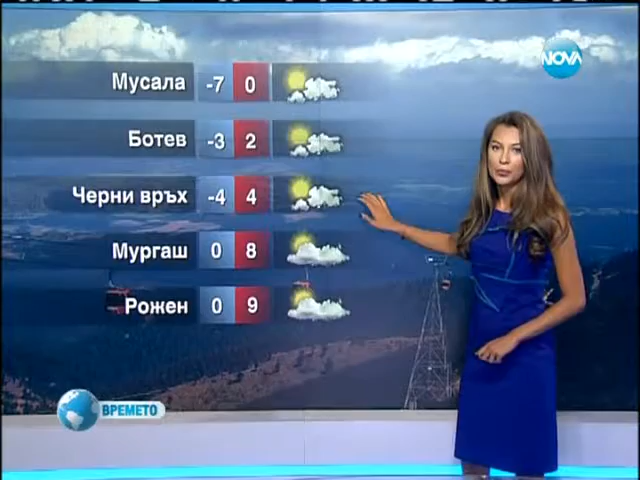 Мусала -7 0
NOVA
Ботев -3 2
Черни връх -4 4
Мургаш 0 8
Рожен 0 9
ВРЕМЕТО